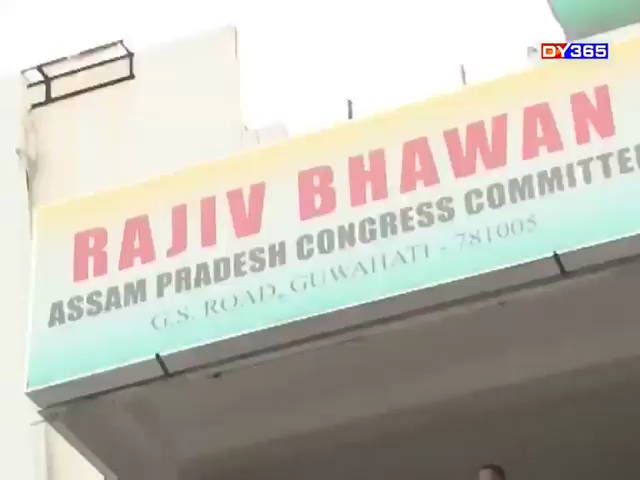 DY365
RAJIV BHAWAN
ASSAM PRADESH CONGRESS COMMITTEE
G.S. ROAD, GUWAHATI - 781005